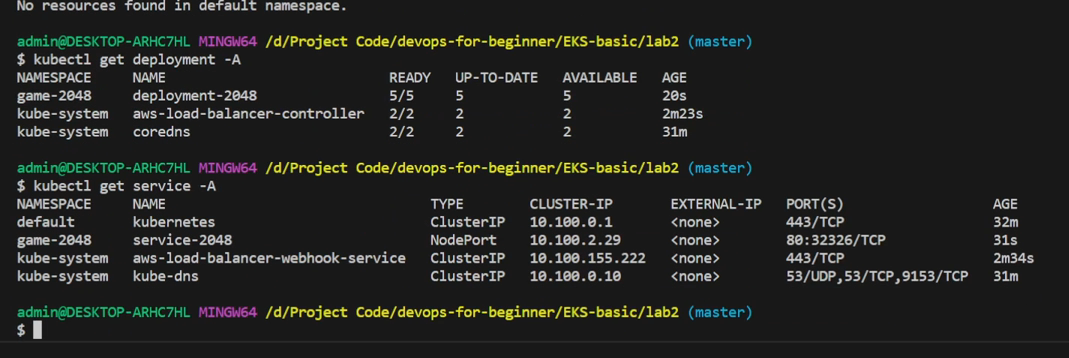 No resources found in default namespace.
admin@DESKTOP-ARHC7HL MINGW64 /d/Project Code/devops-for-beginner/EKS-basic/lab2 (master)
$ kubectl get deployment -A
NAMESPACE     NAME                           READY   UP-TO-DATE   AVAILABLE   AGE
game-2048     deployment-2048                5/5     5            5           20s
kube-system   aws-load-balancer-controller   2/2     2            2           2m23s
kube-system   coredns                        2/2     2            2           31m
admin@DESKTOP-ARHC7HL MINGW64 /d/Project Code/devops-for-beginner/EKS-basic/lab2 (master)
$ kubectl get service -A
NAMESPACE     NAME                                TYPE        CLUSTER-IP       EXTERNAL-IP   PORT(S)                  AGE
default       kubernetes                          ClusterIP   10.100.0.1       <none>        443/TCP                  32m
game-2048     service-2048                        NodePort    10.100.2.29      <none>        80:32326/TCP             31s
kube-system   aws-load-balancer-webhook-service   ClusterIP   10.100.155.222   <none>        443/TCP                  2m34s
kube-system   kube-dns                            ClusterIP   10.100.0.10      <none>        53/UDP,53/TCP,9153/TCP   31m
admin@DESKTOP-ARHC7HL MINGW64 /d/Project Code/devops-for-beginner/EKS-basic/lab2 (master)
$